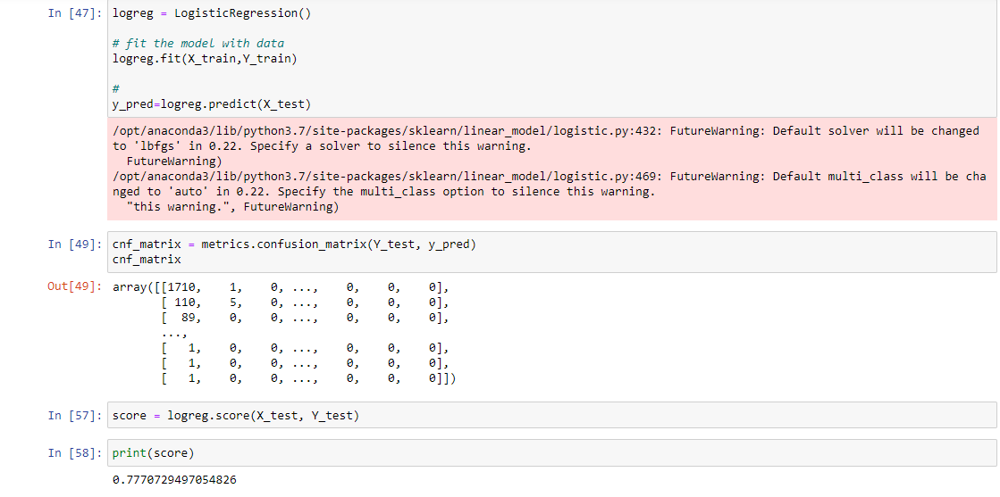 In [47]: logreg = LogisticRegression()
# fit the model with data
logreg.fit(X_train,Y_train)
#
y_pred=logreg.predict(X_test)
/opt/anaconda3/lib/python3.7/site-packages/sklearn/linear_model/logistic.py:432: FutureWarning: Default solver will be changed
to 'lbfgs' in 0.22. Specify a solver to silence this warning.
FutureWarning)
/opt/anaconda3/lib/python3.7/site-packages/sklearn/linear_model/logistic.py:469: FutureWarning: Default multi_class will be cha
nged to 'auto' in 0.22. Specify the multi_class option to silence this warning.
"this warning.", FutureWarning)
In [49]: cnf_matrix = metrics.confusion_matrix(Y_test, y_pred)
cnf_matrix
Out[49]: array([[1710, 1, 0, ..., 0, 0, 0],
[ 110, 5, 0, ..., 0, 0, 0],
[ 89, 0, 0, ..., 0, 0, 0],
...,
[ 1, 0, 0, ..., 0, 0, 0],
[ 1, 0, 0, ..., 0, 0, 0],
[ 1, 0, 0, ..., 0, 0, 0]])
In [57]: score = logreg.score(X_test, Y_test)
In [58]: print(score)
0.7770729497054826